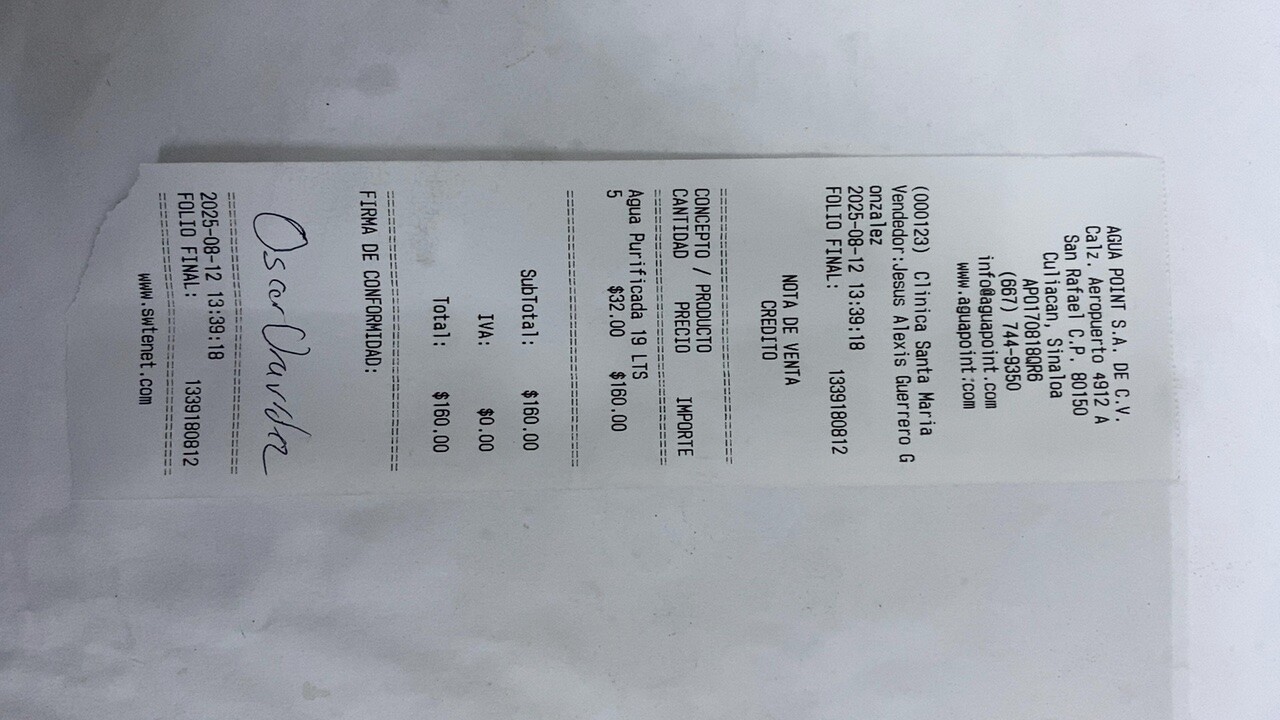 AGUA POINT S.A. DE C.V.
Calz. Aeropuerto 4912 A
San Rafael C.P. 80150
Culiacan, Sinaloa
APO170818QR6
(667) 744-9350
info@aguapoint.com
www.aguapoint.com
(000123) Clinica Santa Maria
Vendedor:Jesus Alexis Guerrero G
onzalez
2025-08-12 13:39:18
FOLIO FINAL: 1339180812
NOTA DE VENTA
CREDITO
================================
CONCEPTO / PRODUCTO
CANTIDAD PRECIO IMPORTE
================================
Agua Purificada 19 LTS
5 $32.00 $160.00
================================
SubTotal: $160.00
IVA: $0.00
Total: $160.00
================================
FIRMA DE CONFORMIDAD:
Oscar
================================
2025-08-12 13:39:18
FOLIO FINAL: 1339180812
================================
www.swtenet.com